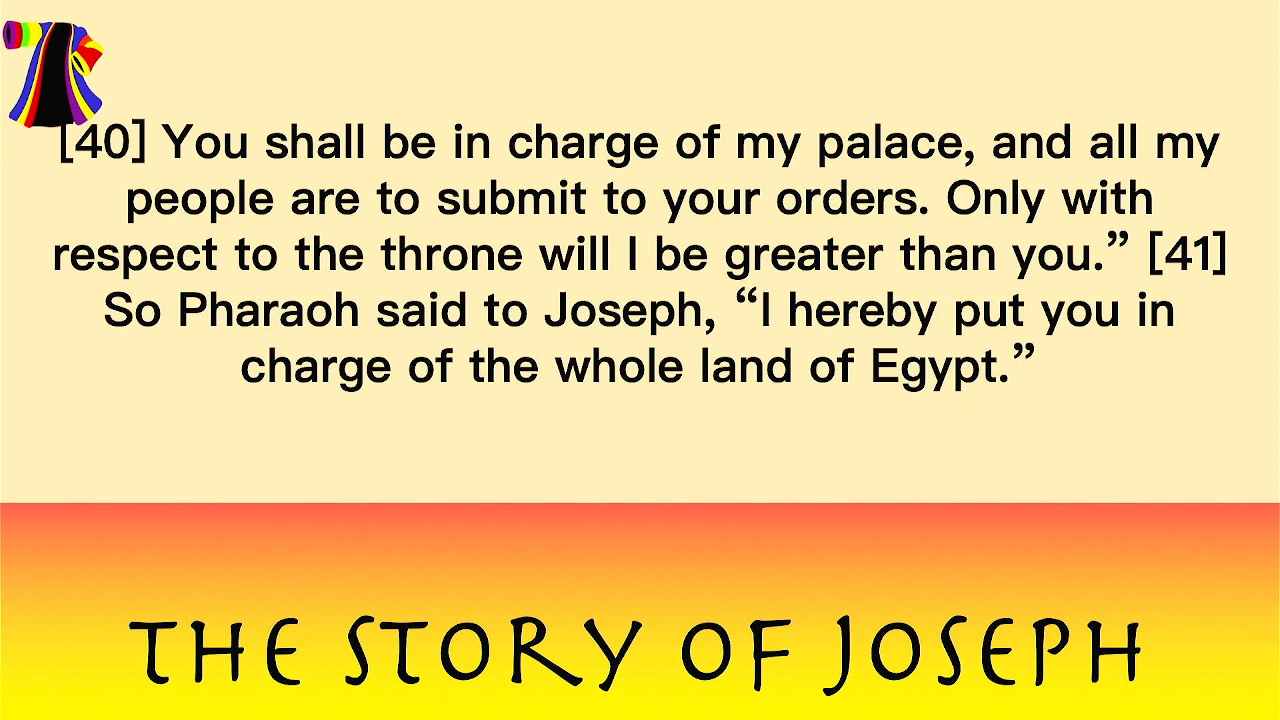 [40] You shall be in charge of my palace, and all my
people are to submit to your orders. Only with
respect to the throne will I be greater than you.” [41]
So Pharaoh said to Joseph, “I hereby put you in
charge of the whole land of Egypt.”
THE STORY OF JOSEPH